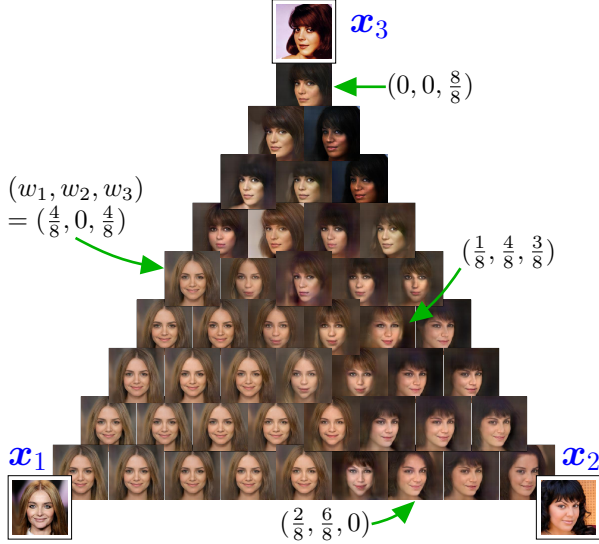 x₃
(0, 0, 8/8)
(w₁, w₂, w₃)
= (4/8, 0, 4/8)
(1/8, 4/8, 3/8)
x₁
x₂
(2/8, 6/8, 0)